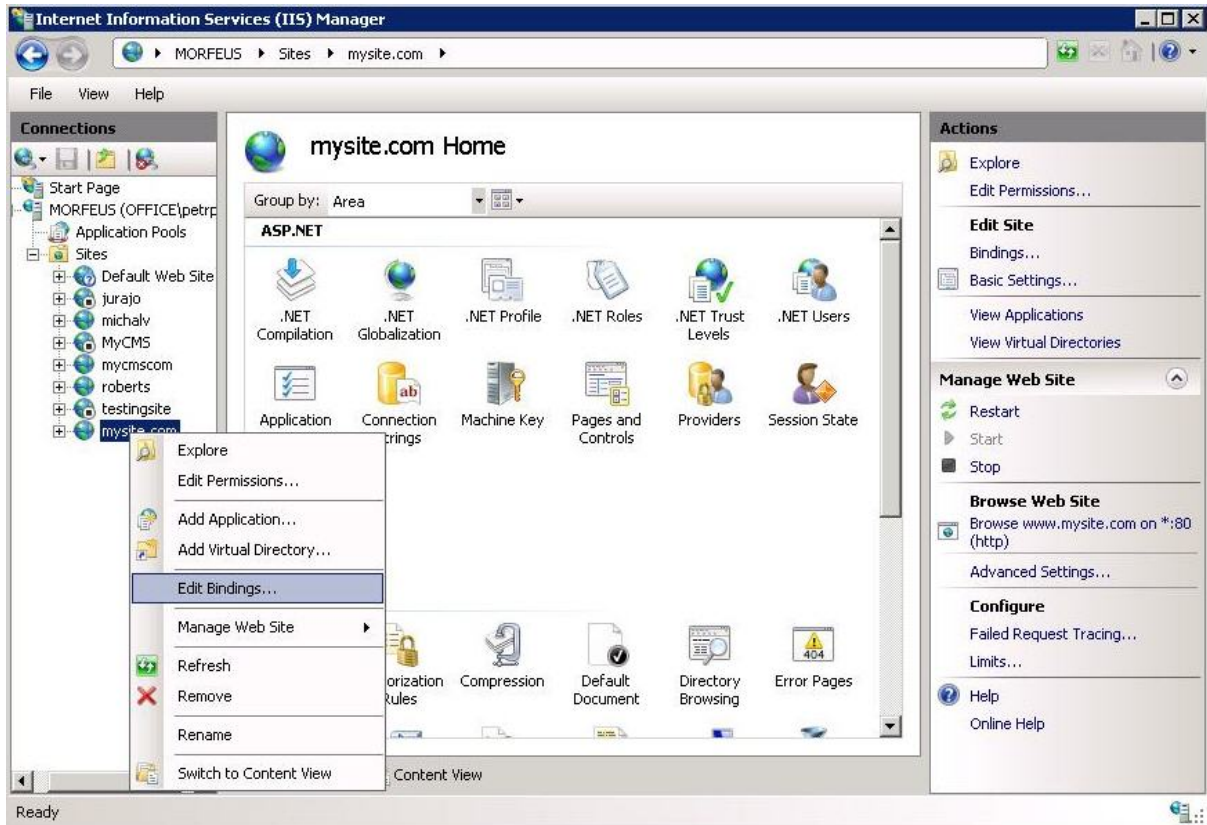 Internet Information Services (IIS) Manager
MORFEUS Sites mysite.com
File View Help
Connections
Start Page
MORFEUS (OFFICE\petrp
Application Pools
Sites
Default Web Site
jurajo
michalv
MyCMS
mycmscom
roberts
testingsite
mysite.com
Explore
Edit Permissions...
Add Application...
Add Virtual Directory...
Edit Bindings...
Manage Web Site
Refresh
Remove
Rename
Switch to Content View
mysite.com Home
Group by: Area
ASP.NET
.NET Compilation
.NET Globalization
.NET Profile
.NET Roles
.NET Trust Levels
.NET Users
Application
Connection
trings
Machine Key
Pages and Controls
Providers
Session State
orization
Rules
Compression
Default Document
Directory Browsing
404
Error Pages
Content View
Actions
Explore
Edit Permissions...
Edit Site
Bindings...
Basic Settings...
View Applications
View Virtual Directories
Manage Web Site
Restart
Start
Stop
Browse Web Site
Browse www.mysite.com on *:80
(http)
Advanced Settings...
Configure
Failed Request Tracing...
Limits...
Help
Online Help
Ready